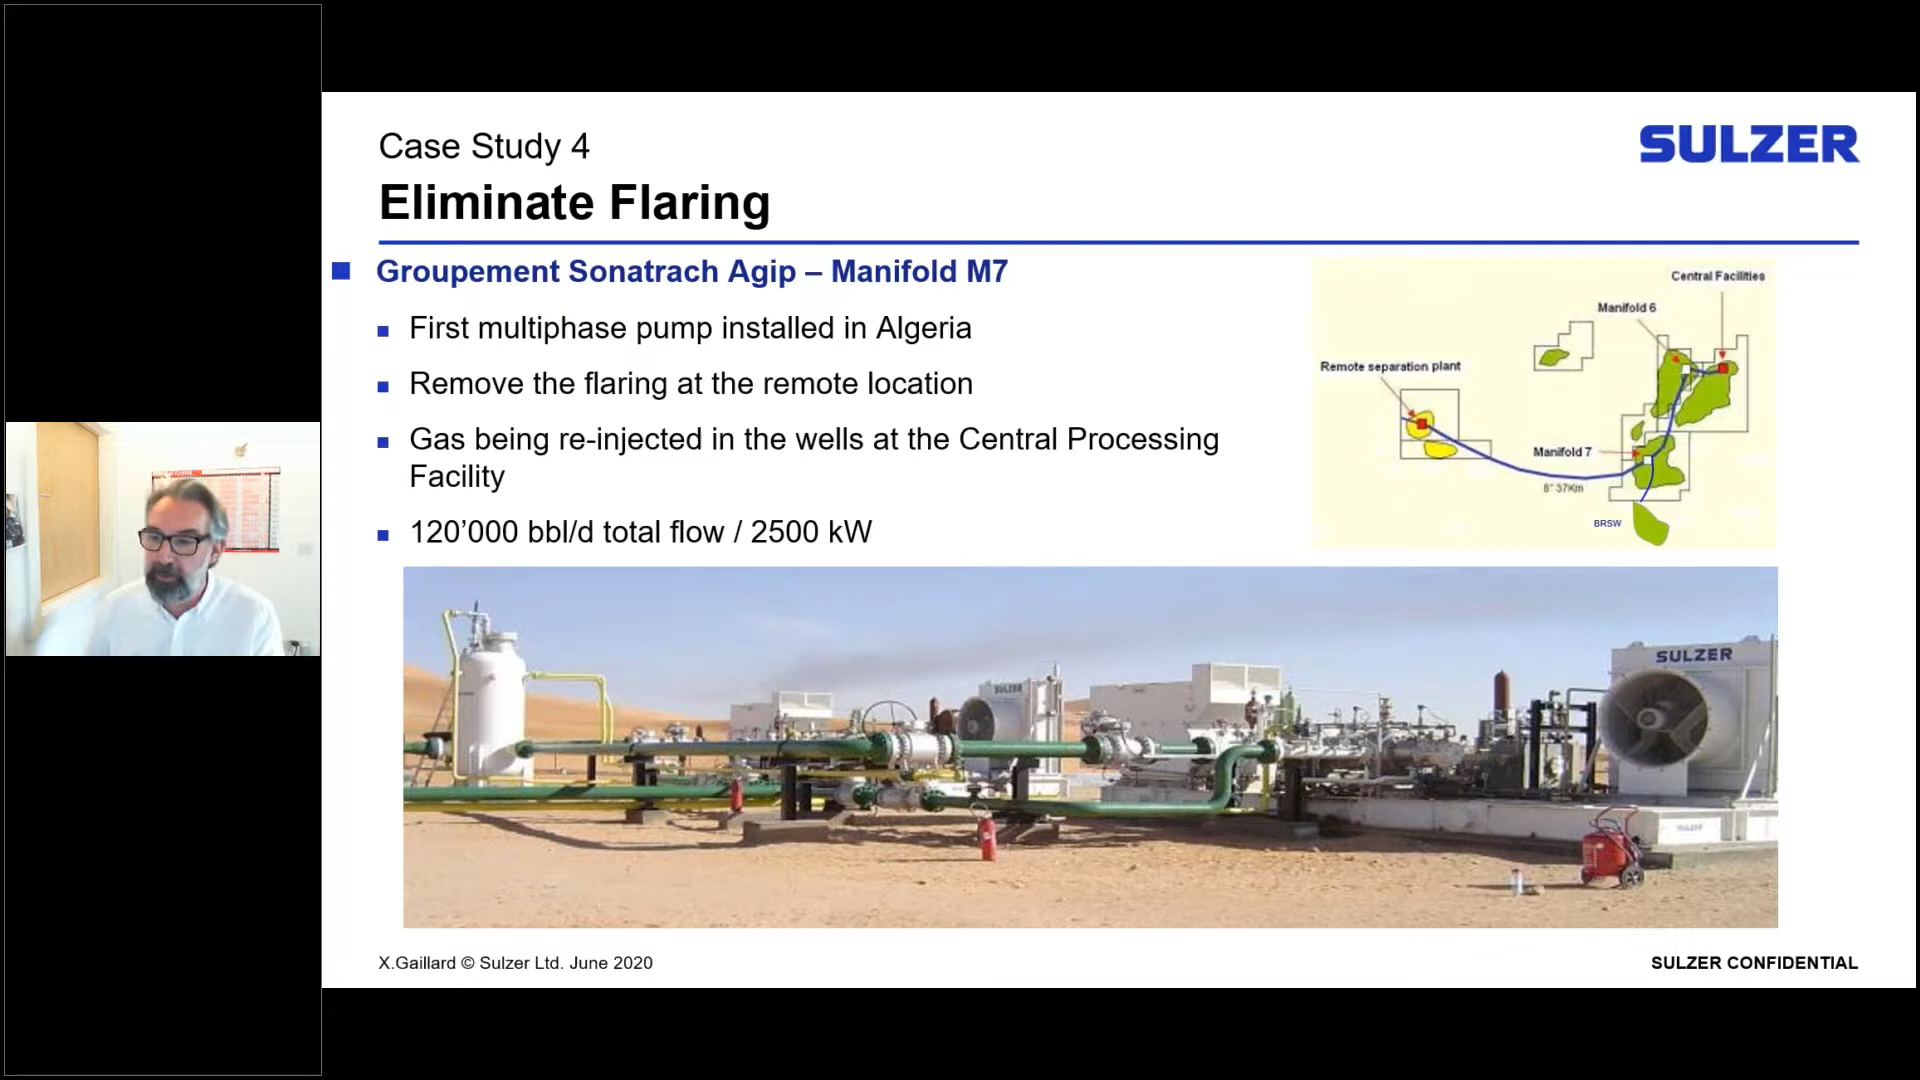 Case Study 4
SULZER
Eliminate Flaring
Groupement Sonatrach Agip – Manifold M7
First multiphase pump installed in Algeria
Remove the flaring at the remote location
Gas being re-injected in the wells at the Central Processing
Facility
120’000 bbl/d total flow / 2500 kW
Central Facilities
Manifold 6
Remote separation plant
Manifold 7
8" 37Km
BRSW
SULZER
SULZER
SULZER
X.Gaillard © Sulzer Ltd. June 2020
SULZER CONFIDENTIAL